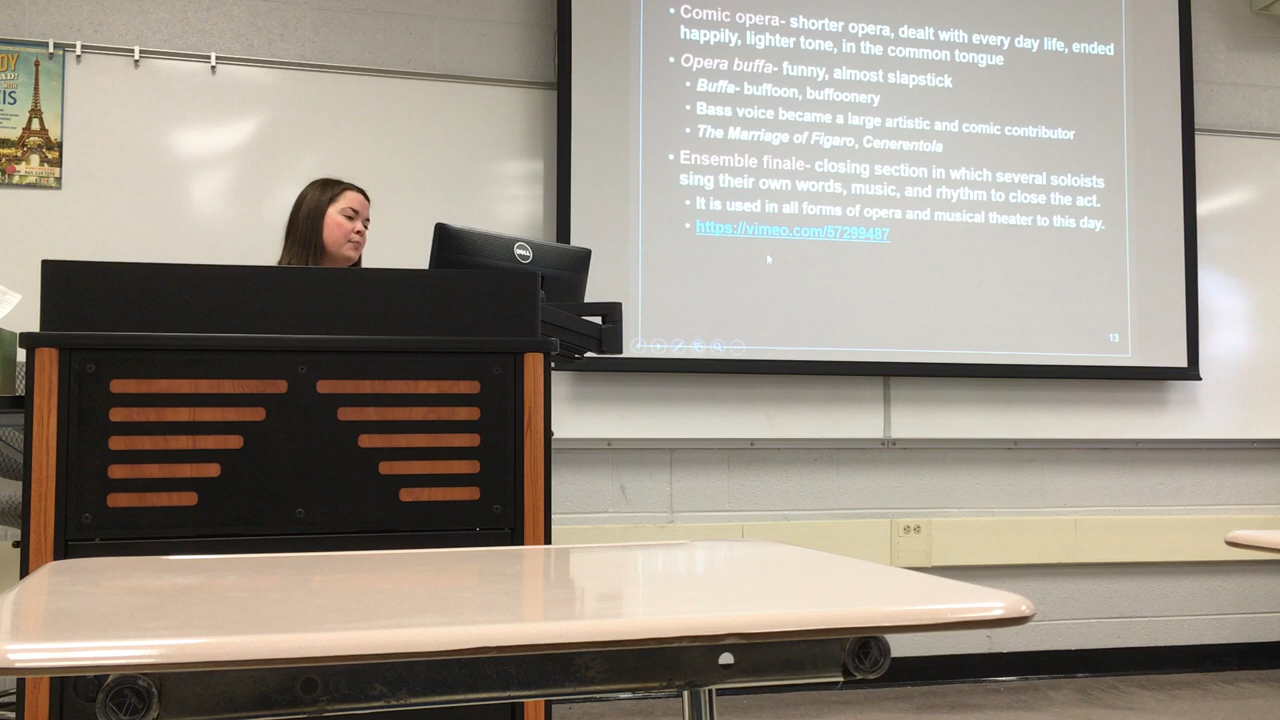 • Comic opera- shorter opera, dealt with every day life, ended
happily, lighter tone, in the common tongue
• Opera buffa- funny, almost slapstick
• Buffa- buffoon, buffoonery
• Bass voice became a large artistic and comic contributor
• The Marriage of Figaro, Cenerentola
• Ensemble finale- closing section in which several soloists
sing their own words, music, and rhythm to close the act.
• It is used in all forms of opera and musical theater to this day.
• https://vimeo.com/57299487
13
DELL